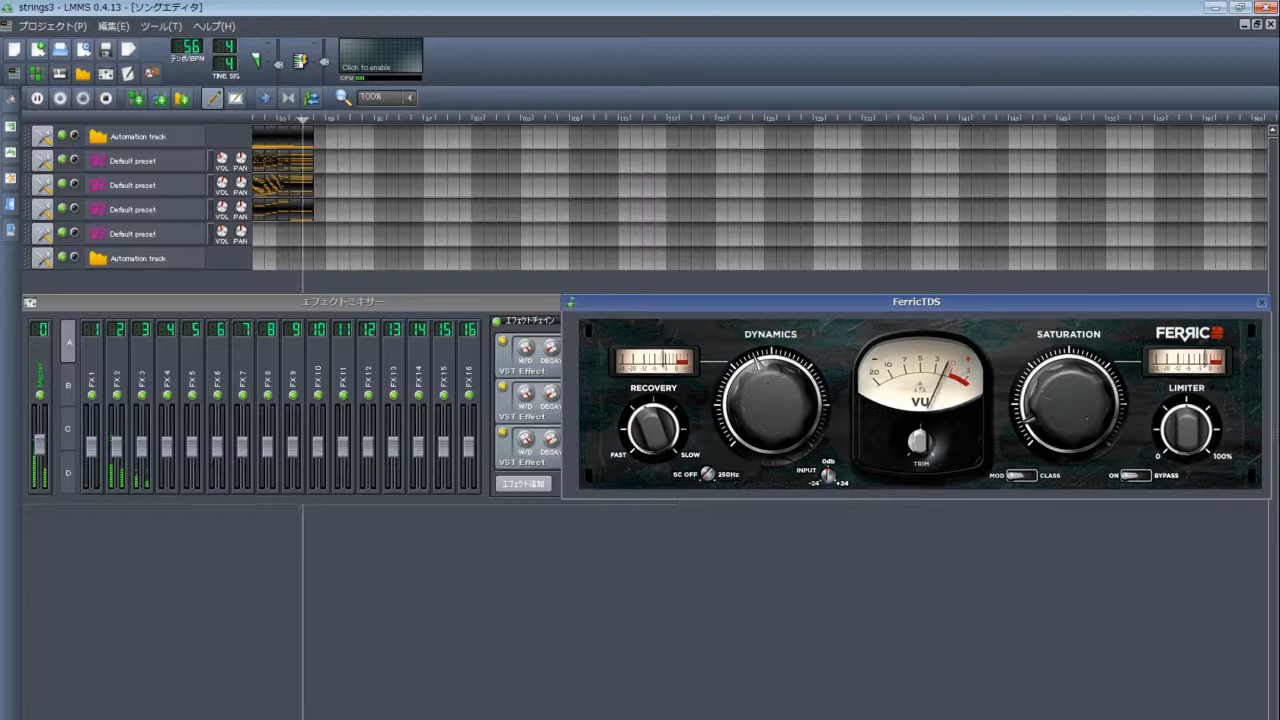 strings3 - LMMS 0.4.13 - [ソングエディタ]
プロジェクト(P) 編集(E) ツール(T) ヘルプ(H)
56
テンポ/BPM
4
4
TIME SIG
Click to enable
CPU
100%
Automation track
Default preset VOL PAN
Default preset VOL PAN
Default preset VOL PAN
Default preset VOL PAN
Automation track
エフェクトミキサー
FerricTDS
0 1 2 3 4 5 6 7 8 9 10 11 12 13 14 15 16
Master FX 1 FX 2 FX 3 FX 4 FX 5 FX 6 FX 7 FX 8 FX 9 FX 10 FX 11 FX 12 FX 13 FX 14 FX 15 FX 16
A
B
C
D
エフェクトチェイン
W/D DECAY
VST Effect
W/D DECAY
VST Effect
W/D DECAY
VST Effect
エフェクト追加
DYNAMICS
SATURATION
FERRIC
RECOVERY
LIMITER
- 20 10 7 5 3 0 3 +
VU
TRIM
FAST SLOW
0 100%
SC OFF 250Hz
INPUT 0db
-24 +24
MOD CLASS
ON BYPASS